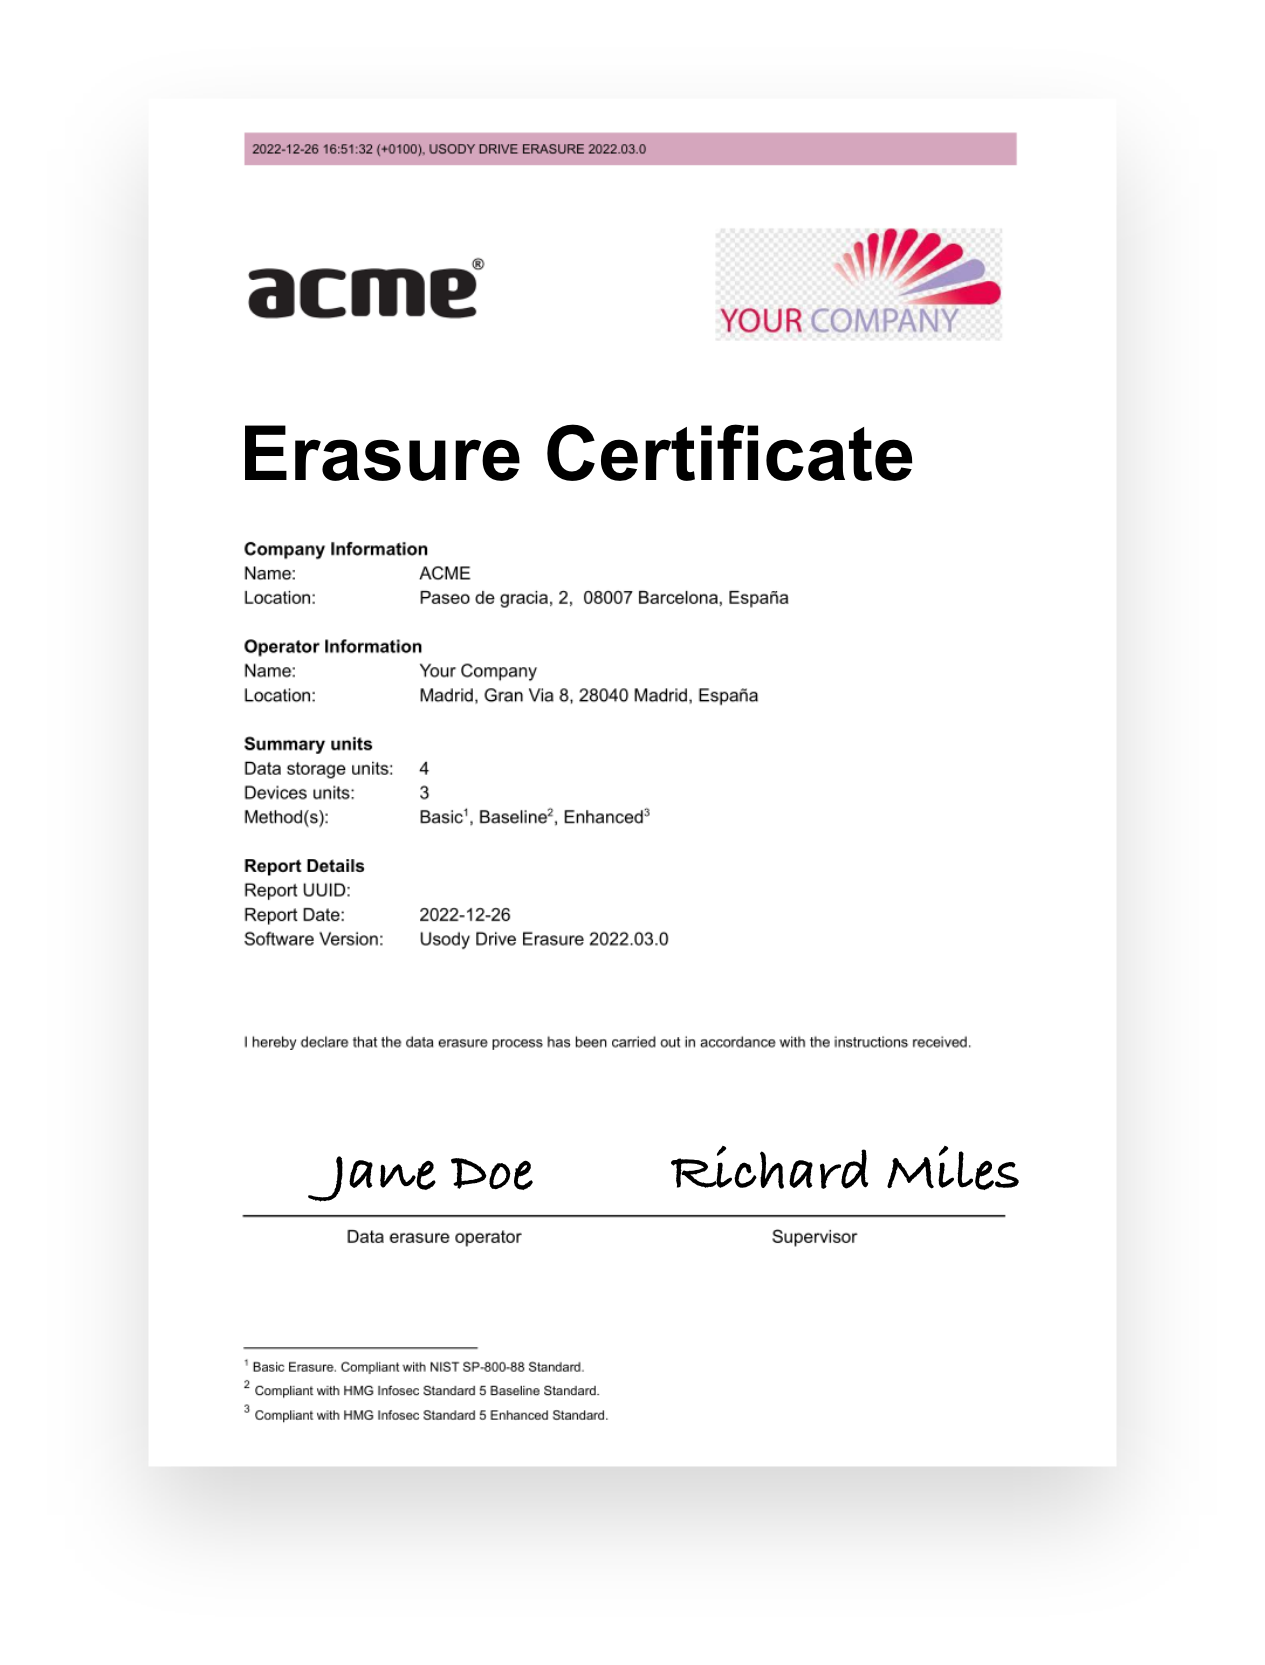 2022-12-26 16:51:32 (+0100), USODY DRIVE ERASURE 2022.03.0
acme®
YOUR COMPANY
Erasure Certificate
Company Information
Name: ACME
Location: Paseo de gracia, 2, 08007 Barcelona, España
Operator Information
Name: Your Company
Location: Madrid, Gran Via 8, 28040 Madrid, España
Summary units
Data storage units: 4
Devices units: 3
Method(s): Basic¹, Baseline², Enhanced³
Report Details
Report UUID:
Report Date: 2022-12-26
Software Version: Usody Drive Erasure 2022.03.0
I hereby declare that the data erasure process has been carried out in accordance with the instructions received.
Jane Doe Richard Miles
Data erasure operator Supervisor
¹ Basic Erasure. Compliant with NIST SP-800-88 Standard.
² Compliant with HMG Infosec Standard 5 Baseline Standard.
³ Compliant with HMG Infosec Standard 5 Enhanced Standard.